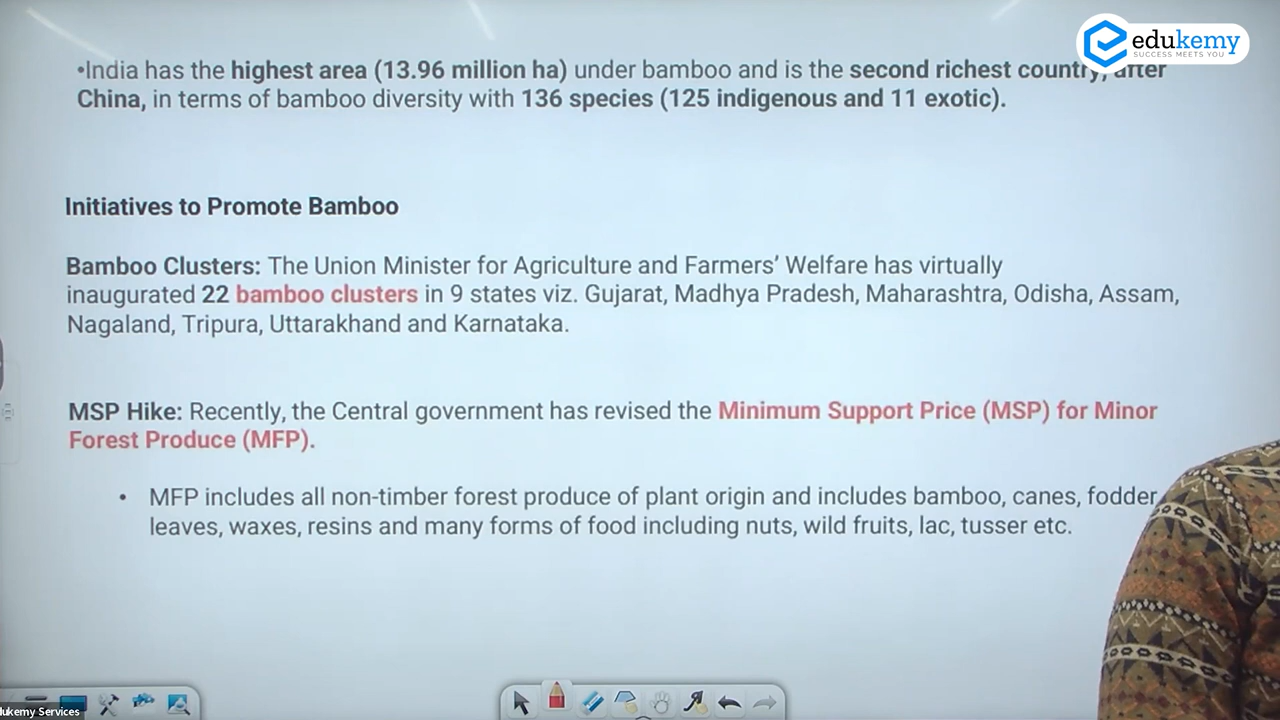 edukemy
SUCCESS MEETS YOU
•India has the highest area (13.96 million ha) under bamboo and is the second richest country, after
China, in terms of bamboo diversity with 136 species (125 indigenous and 11 exotic).
Initiatives to Promote Bamboo
Bamboo Clusters: The Union Minister for Agriculture and Farmers' Welfare has virtually
inaugurated 22 bamboo clusters in 9 states viz. Gujarat, Madhya Pradesh, Maharashtra, Odisha, Assam,
Nagaland, Tripura, Uttarakhand and Karnataka.
MSP Hike: Recently, the Central government has revised the Minimum Support Price (MSP) for Minor
Forest Produce (MFP).
• MFP includes all non-timber forest produce of plant origin and includes bamboo, canes, fodder,
leaves, waxes, resins and many forms of food including nuts, wild fruits, lac, tusser etc.
dukemy Services